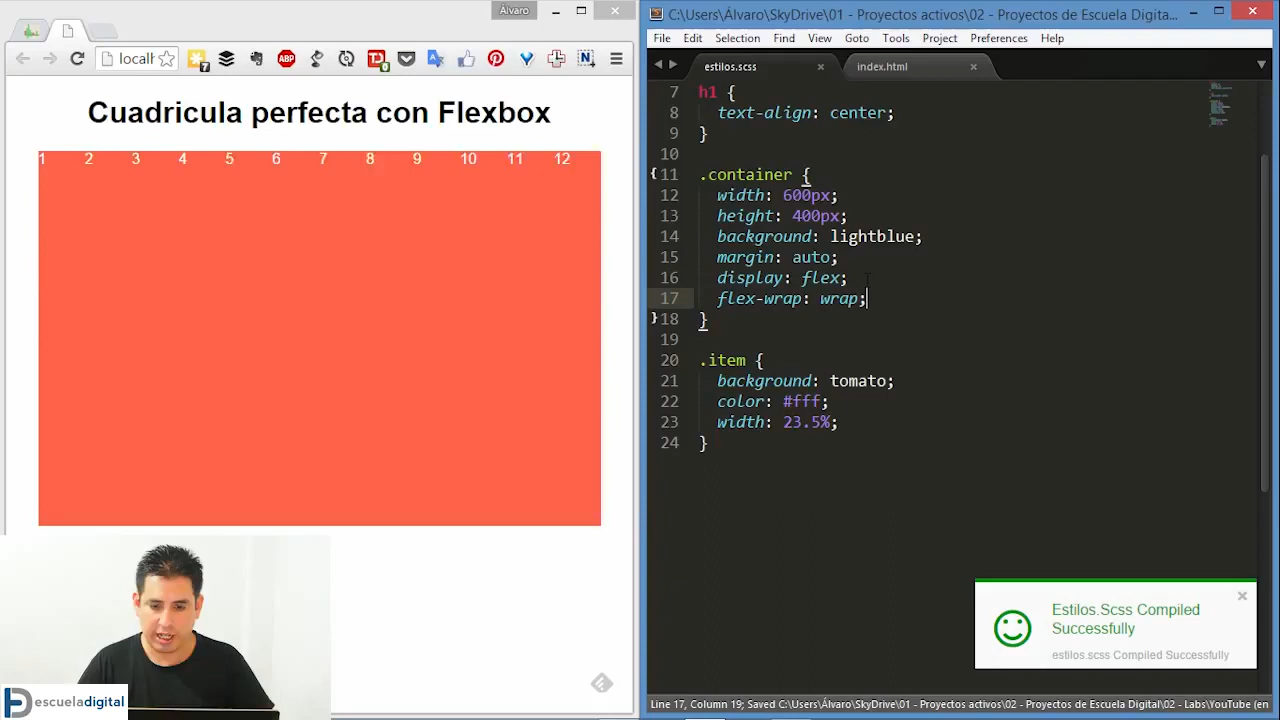 Álvaro
C:\Users\Álvaro\SkyDrive\01 - Proyectos activos\02 - Proyectos de Escuela Digital...
File Edit Selection Find View Goto Tools Project Preferences Help
localh
7
ABP
9
N
estilos.scss
index.html
Cuadricula perfecta con Flexbox
1 2 3 4 5 6 7 8 9 10 11 12
7 h1 {
8 text-align: center;
9 }
10
11 .container {
12 width: 600px;
13 height: 400px;
14 background: lightblue;
15 margin: auto;
16 display: flex;
17 flex-wrap: wrap;
18 }
19
20 .item {
21 background: tomato;
22 color: #fff;
23 width: 23.5%;
24 }
Estilos.Scss Compiled
Successfully
estilos.scss Compiled Successfully
escueladigital
Line 17, Column 19; Saved C:\Users\Álvaro\SkyDrive\01 - Proyectos activos\02 - Proyectos de Escuela Digital\02 - Labs\YouTube (en